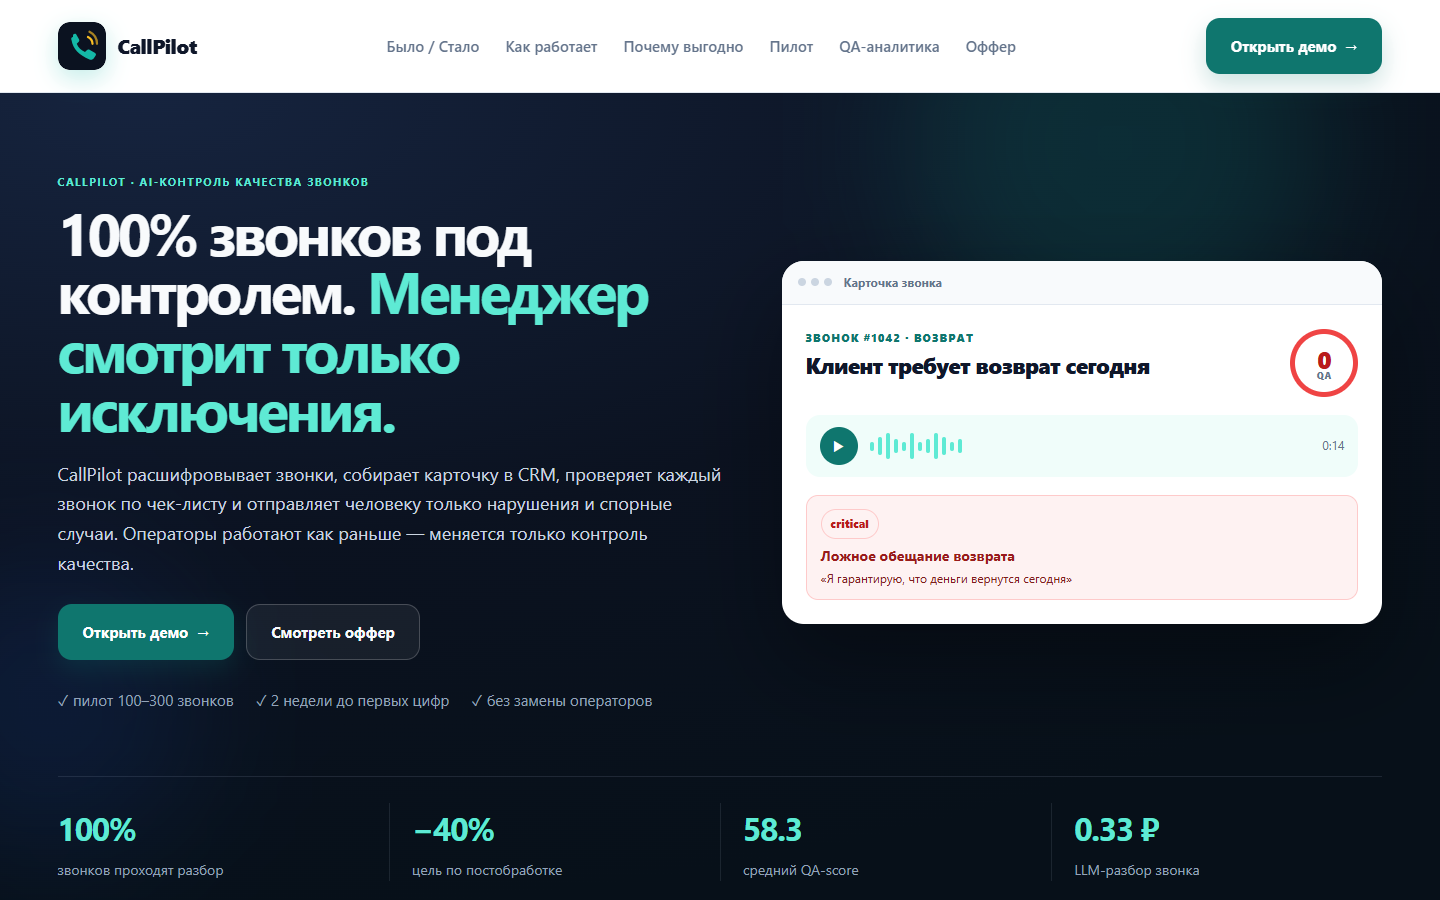 CallPilot
Было / Стало
Как работает
Почему выгодно
Пилот
QA-аналитика
Оффер
Открыть демо →
CALLPILOT · AI-КОНТРОЛЬ КАЧЕСТВА ЗВОНКОВ
100% звонков под
контролем. Менеджер
смотрит только
исключения.
CallPilot расшифровывает звонки, собирает карточку в CRM, проверяет каждый
звонок по чек-листу и отправляет человеку только нарушения и спорные
случаи. Операторы работают как раньше — меняется только контроль
качества.
Открыть демо →
Смотреть оффер
✓ пилот 100–300 звонков
✓ 2 недели до первых цифр
✓ без замены операторов
Карточка звонка
ЗВОНОК #1042 · ВОЗВРАТ
Клиент требует возврат сегодня
0
QA
0:14
critical
Ложное обещание возврата
«Я гарантирую, что деньги вернутся сегодня»
100%
звонков проходят разбор
−40%
цель по постобработке
58.3
средний QA-score
0.33 ₽
LLM-разбор звонка